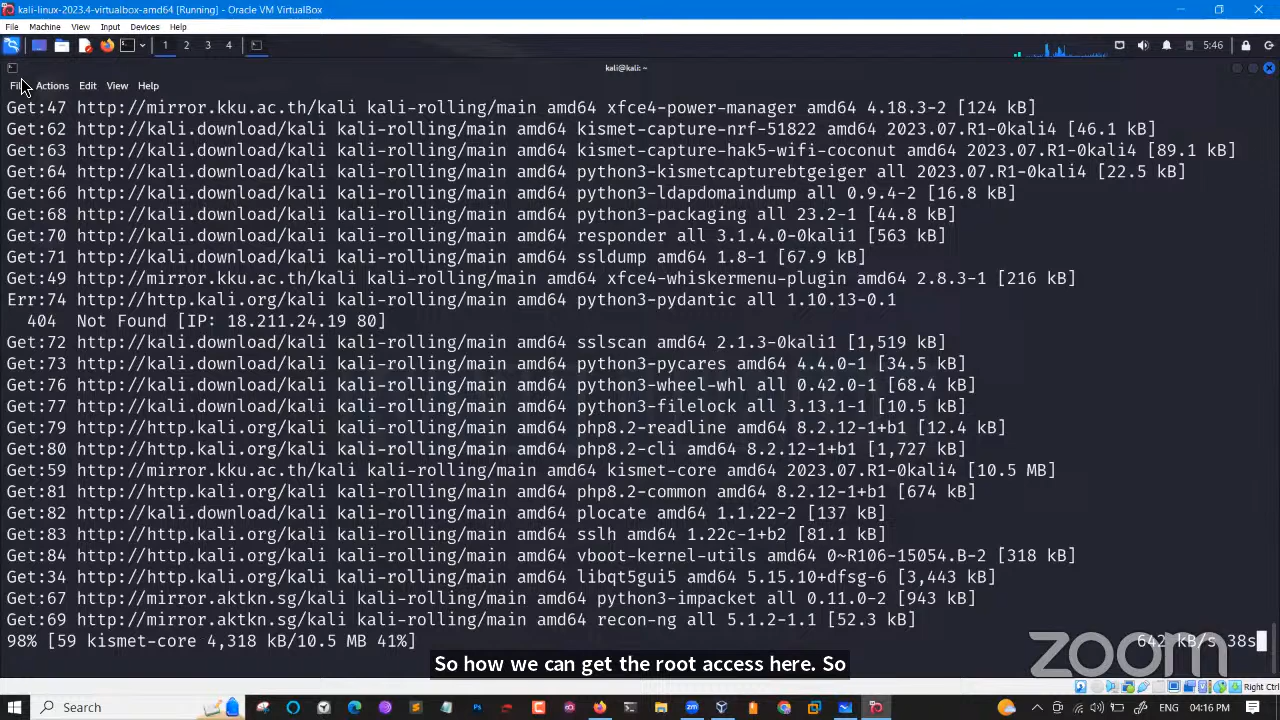 kali-linux-2023.4-virtualbox-amd64 [Running] - Oracle VM VirtualBox
File Machine View Input Devices Help
1 2 3 4 5:46
kali@kali: ~
File Actions Edit View Help
Get:47 http://mirror.kku.ac.th/kali kali-rolling/main amd64 xfce4-power-manager amd64 4.18.3-2 [124 kB]
Get:62 http://kali.download/kali kali-rolling/main amd64 kismet-capture-nrf-51822 amd64 2023.07.R1-0kali4 [46.1 kB]
Get:63 http://kali.download/kali kali-rolling/main amd64 kismet-capture-hak5-wifi-coconut amd64 2023.07.R1-0kali4 [89.1 kB]
Get:64 http://kali.download/kali kali-rolling/main amd64 python3-kismetcapturebtgeiger all 2023.07.R1-0kali4 [22.5 kB]
Get:66 http://kali.download/kali kali-rolling/main amd64 python3-ldapdomaindump all 0.9.4-2 [16.8 kB]
Get:68 http://kali.download/kali kali-rolling/main amd64 python3-packaging all 23.2-1 [44.8 kB]
Get:70 http://kali.download/kali kali-rolling/main amd64 responder all 3.1.4.0-0kali1 [563 kB]
Get:71 http://kali.download/kali kali-rolling/main amd64 ssldump amd64 1.8-1 [67.9 kB]
Get:49 http://mirror.kku.ac.th/kali kali-rolling/main amd64 xfce4-whiskermenu-plugin amd64 2.8.3-1 [216 kB]
Err:74 http://http.kali.org/kali kali-rolling/main amd64 python3-pydantic all 1.10.13-0.1
404 Not Found [IP: 18.211.24.19 80]
Get:72 http://kali.download/kali kali-rolling/main amd64 sslscan amd64 2.1.3-0kali1 [1,519 kB]
Get:73 http://kali.download/kali kali-rolling/main amd64 python3-pycares amd64 4.4.0-1 [34.5 kB]
Get:76 http://kali.download/kali kali-rolling/main amd64 python3-wheel-whl all 0.42.0-1 [68.4 kB]
Get:77 http://kali.download/kali kali-rolling/main amd64 python3-filelock all 3.13.1-1 [10.5 kB]
Get:79 http://kali.download/kali kali-rolling/main amd64 php8.2-readline amd64 8.2.12-1+b1 [12.4 kB]
Get:80 http://kali.download/kali kali-rolling/main amd64 php8.2-cli amd64 8.2.12-1+b1 [1,727 kB]
Get:59 http://mirror.kku.ac.th/kali kali-rolling/main amd64 kismet-core amd64 2023.07.R1-0kali4 [10.5 MB]
Get:81 http://http.kali.org/kali kali-rolling/main amd64 php8.2-common amd64 8.2.12-1+b1 [674 kB]
Get:82 http://http.kali.org/kali kali-rolling/main amd64 plocate amd64 1.1.22-2 [137 kB]
Get:83 http://http.kali.org/kali kali-rolling/main amd64 sslh amd64 1.22c-1+b2 [81.1 kB]
Get:84 http://http.kali.org/kali kali-rolling/main amd64 vboot-kernel-utils amd64 0~R106-15054.B-2 [318 kB]
Get:34 http://http.kali.org/kali kali-rolling/main amd64 libqt5gui5 amd64 5.15.10+dfsg-6 [3,443 kB]
Get:67 http://mirror.aktkn.sg/kali kali-rolling/main amd64 python3-impacket all 0.11.0-2 [943 kB]
Get:69 http://mirror.aktkn.sg/kali kali-rolling/main amd64 recon-ng all 5.1.2-1.1 [52.3 kB]
98% [59 kismet-core 4,318 kB/10.5 MB 41%] 642 kB/s 38s
zoom
So how we can get the root access here. So
Right Ctrl
Search 04:16 PM